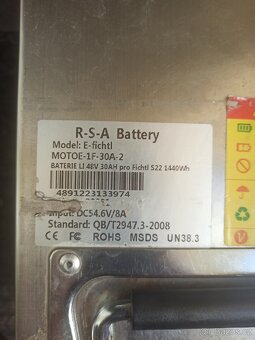 R-S-A Battery
Model: E-fichtl
MOTOE-1F-30A-2
BATERIE LI 48V 30AH pro Fichtl S22 1440Wh
4891223133974
Input: DC54.6V/8A
Standard: QB/T2947.3-2008
CE FC ROHS MSDS UN38.3